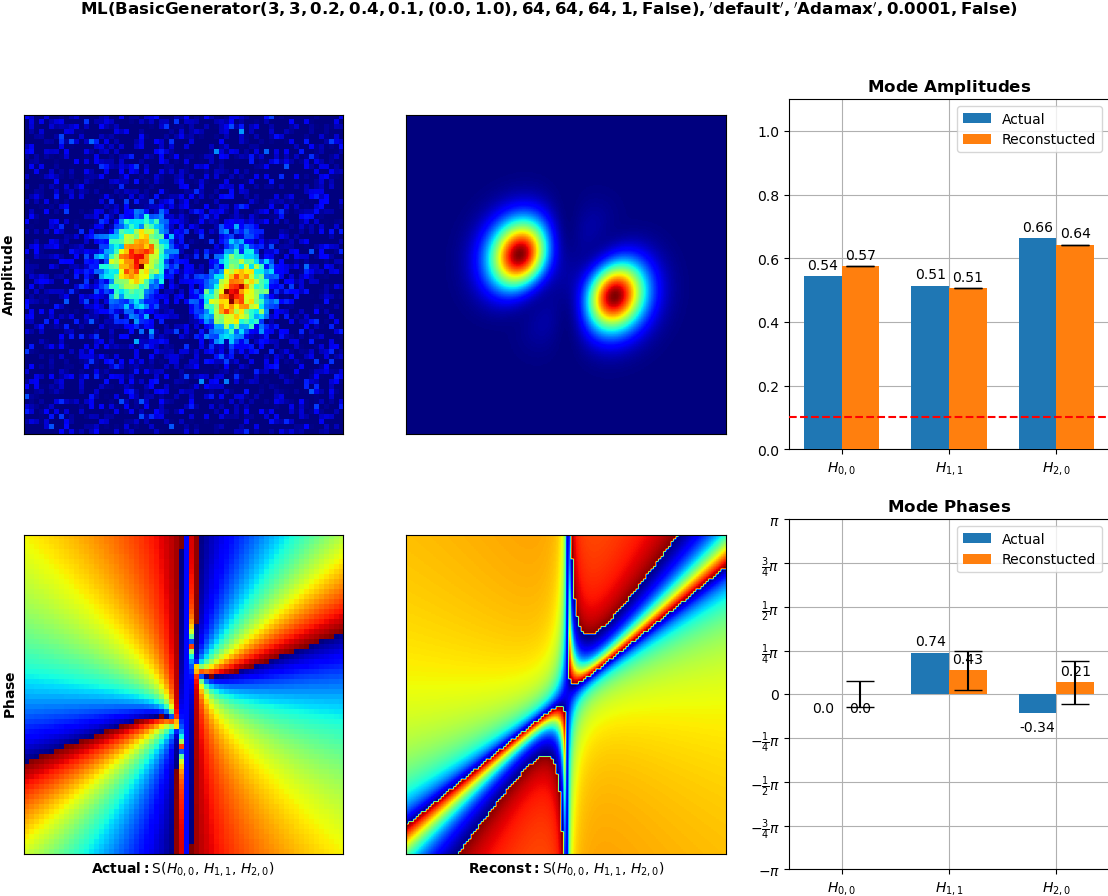 ML(BasicGenerator(3, 3, 0.2, 0.4, 0.1, (0.0, 1.0), 64, 64, 64, 1, False), ′default′, ′Adamax′, 0.0001, False)
Amplitude
Mode Amplitudes
Actual
Reconstucted
1.0
0.8
0.6
0.4
0.2
0.0
0.54
0.57
0.51
0.51
0.66
0.64
H0,0
H1,1
H2,0
Phase
Actual: S(H0,0, H1,1, H2,0)
Reconst: S(H0,0, H1,1, H2,0)
Mode Phases
Actual
Reconstucted
π
3/4π
1/2π
1/4π
0
−1/4π
−1/2π
−3/4π
−π
0.0
0.0
0.74
0.43
-0.34
0.21
H0,0
H1,1
H2,0